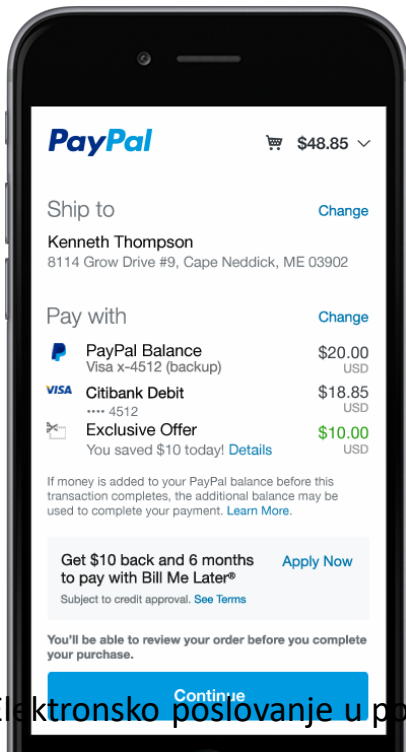 PayPal $48.85
Ship to Change
Kenneth Thompson
8114 Grow Drive #9, Cape Neddick, ME 03902
Pay with Change
PayPal Balance $20.00
Visa x-4512 (backup) USD
VISA Citibank Debit $18.85
•••• 4512 USD
Exclusive Offer $10.00
You saved $10 today! Details USD
If money is added to your PayPal balance before this
transaction completes, the additional balance may be
used to complete your payment. Learn More.
Get $10 back and 6 months Apply Now
to pay with Bill Me Later®
Subject to credit approval. See Terms
You'll be able to review your order before you complete
your purchase.
Continue
Elektronsko poslovanje u